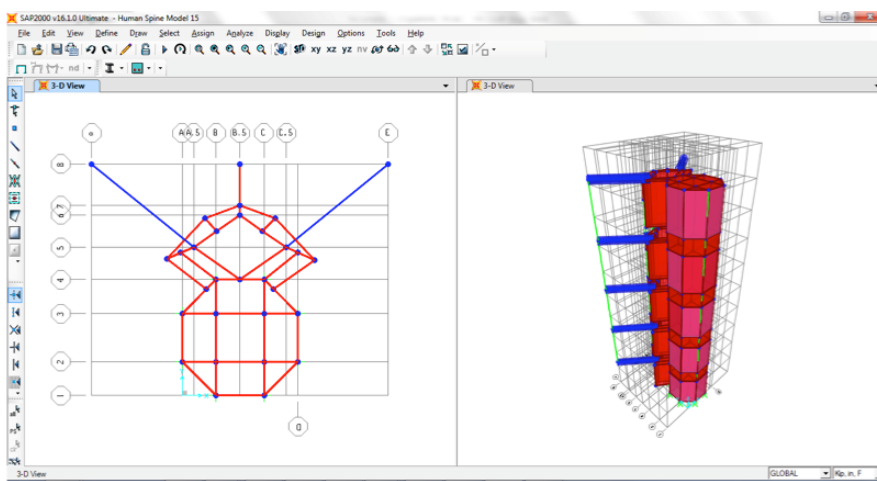 SAP2000 v16.1.0 Ultimate - Human Spine Model 15
File Edit View Define Draw Select Assign Analyze Display Design Options Tools Help
xy xz yz nv
nd
3-D View
3-D View
A A.5 B B.5 C C.5 E
8
7
6
5
4
3
2
1
D
3-D View
GLOBAL Kip, in, F